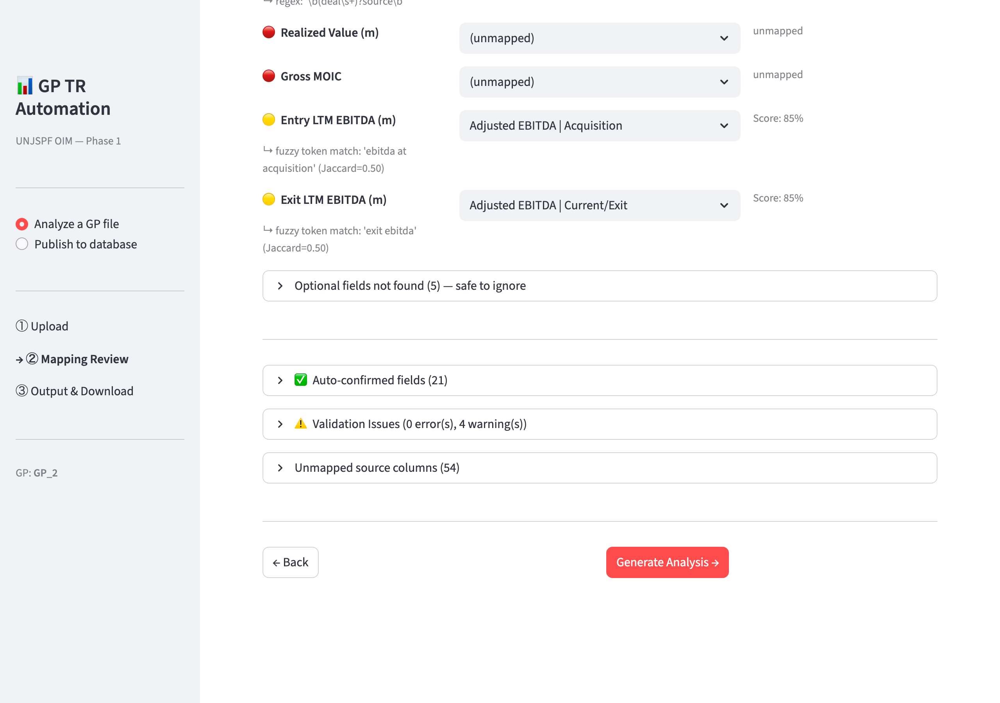 GP TR
Automation
UNJSPF OIM — Phase 1
Analyze a GP file
Publish to database
① Upload
→ ② Mapping Review
③ Output & Download
GP: GP_2
↳ regex: '\b(deal\s+)?source\b'
Realized Value (m)
(unmapped)
unmapped
Gross MOIC
(unmapped)
unmapped
Entry LTM EBITDA (m)
Adjusted EBITDA | Acquisition
Score: 85%
↳ fuzzy token match: 'ebitda at
acquisition' (Jaccard=0.50)
Exit LTM EBITDA (m)
Adjusted EBITDA | Current/Exit
Score: 85%
↳ fuzzy token match: 'exit ebitda'
(Jaccard=0.50)
Optional fields not found (5) — safe to ignore
Auto-confirmed fields (21)
Validation Issues (0 error(s), 4 warning(s))
Unmapped source columns (54)
← Back
Generate Analysis →